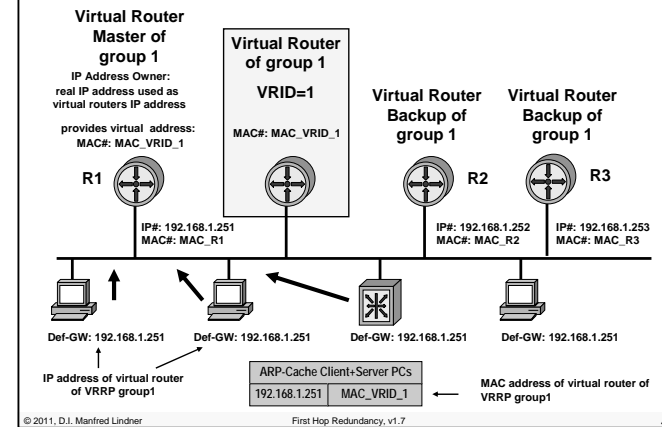 Virtual Router
Master of
group 1
IP Address Owner:
real IP address used as
virtual routers IP address
provides virtual address:
MAC#: MAC_VRID_1
Virtual Router
of group 1
VRID=1
MAC#: MAC_VRID_1
Virtual Router
Backup of
group 1
Virtual Router
Backup of
group 1
R1
R2
R3
IP#: 192.168.1.251
MAC#: MAC_R1
IP#: 192.168.1.252
MAC#: MAC_R2
IP#: 192.168.1.253
MAC#: MAC_R3
Def-GW: 192.168.1.251
Def-GW: 192.168.1.251
Def-GW: 192.168.1.251
Def-GW: 192.168.1.251
IP address of virtual router
of VRRP group1
ARP-Cache Client+Server PCs
192.168.1.251 MAC_VRID_1
MAC address of virtual router of
VRRP group1
© 2011, D.I. Manfred Lindner
First Hop Redundancy, v1.7